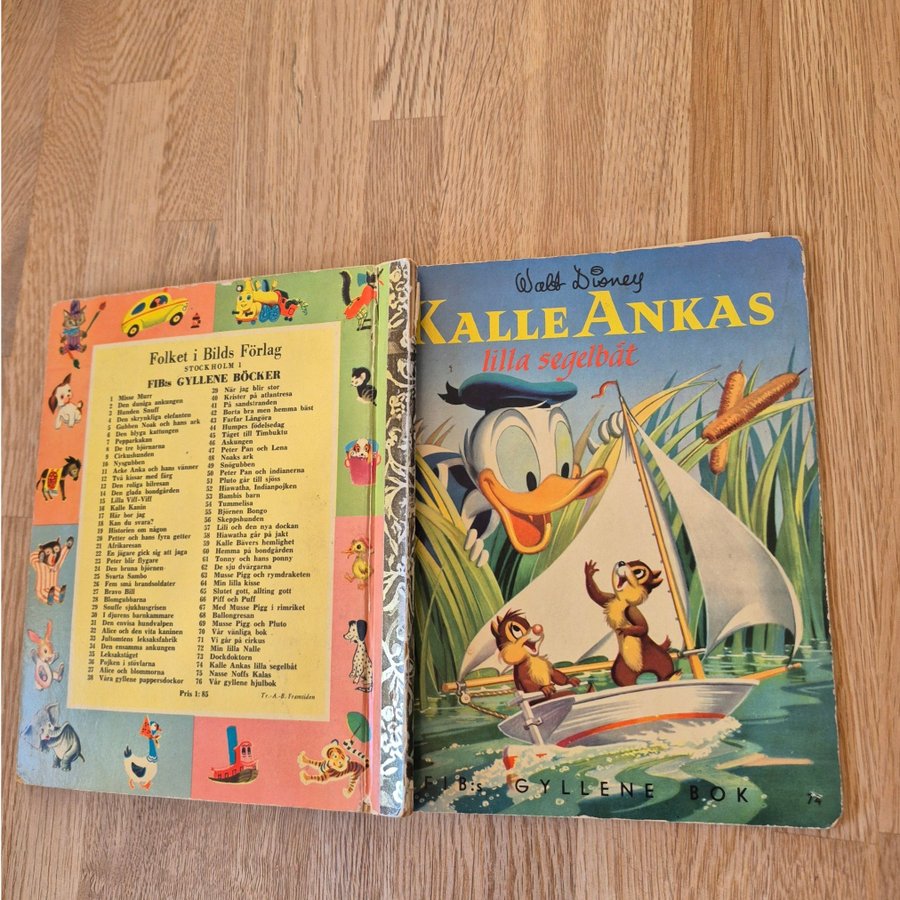 Folket i Bilds Förlag
STOCKHOLM 1
FIB:s GYLLENE BÖCKER
1 Misse Murr
2 Den duniga ankungen
3 Hunden Snuff
4 Den skrynkliga elefanten
5 Gubben Noak och hans ark
6 Den blyga kattungen
7 Pepparkakan
8 De tre björnarna
9 Cirkushunden
10 Nysgubben
11 Acke Anka och hans vänner
12 Två kissar med färg
13 Den roliga bilresan
14 Den glada bondgården
15 Lilla Viff-Viff
16 Kalle Kanin
17 Här bor jag
18 Kan du svara?
19 Historien om någon
20 Petter och hans fyra getter
21 Afrikaresan
22 En jägare gick sig att jaga
23 Peter blir flygare
24 Den bruna björnen
25 Svarta Sambo
26 Fem små brandsoldater
27 Bravo Bill
28 Blomgubbarna
29 Snuffs sjukhusgrisen
30 I djurens barnkammare
31 Den envisa hundvalpen
32 Alice och den vita kaninen
33 Jultomtens leksaksfabrik
34 Den ensamma ankungen
35 Leksakståget
36 Pojken i stövlarna
37 Alice och blommorna
38 Våra gyllene pappersdockor
39 När jag blir stor
40 Krister på atlantresa
41 På sandstranden
42 Borta bra men hemma bäst
43 Farfar Långöra
44 Humpes födelsedag
45 Tåget till Timbuktu
46 Askungen
47 Peter Pan och Lena
48 Noaks ark
49 Snögubben
50 Peter Pan och indianerna
51 Pluto går till sjöss
52 Hiawatha, Indianpojken
53 Bambis barn
54 Tummelisa
55 Björnen Bongo
56 Skeppshunden
57 Lili och den nya dockan
58 Hiawatha går på jakt
59 Kalle Bävers hemlighet
60 Hemma på bondgården
61 Tonny och hans ponny
62 De sju dvärgarna
63 Musse Pigg och rymdraketen
64 Min lilla kisse
65 Slutet gott, allting gott
66 Piff och Puff
67 Med Musse Pigg i rimriket
68 Ballongresan
69 Musse Pigg och Pluto
70 Vår vänliga bok
71 Vi går på cirkus
72 Min lilla Nalle
73 Dockdoktorn
74 Kalle Ankas lilla segelbåt
75 Nasse Nuffs Kalas
76 Vår gyllene hjulbok
Pris 1:85
Tr.-A.-B. Framtiden
Walt Disney
KALLE ANKAS
lilla segelbåt
FIB:s GYLLENE BOK
74